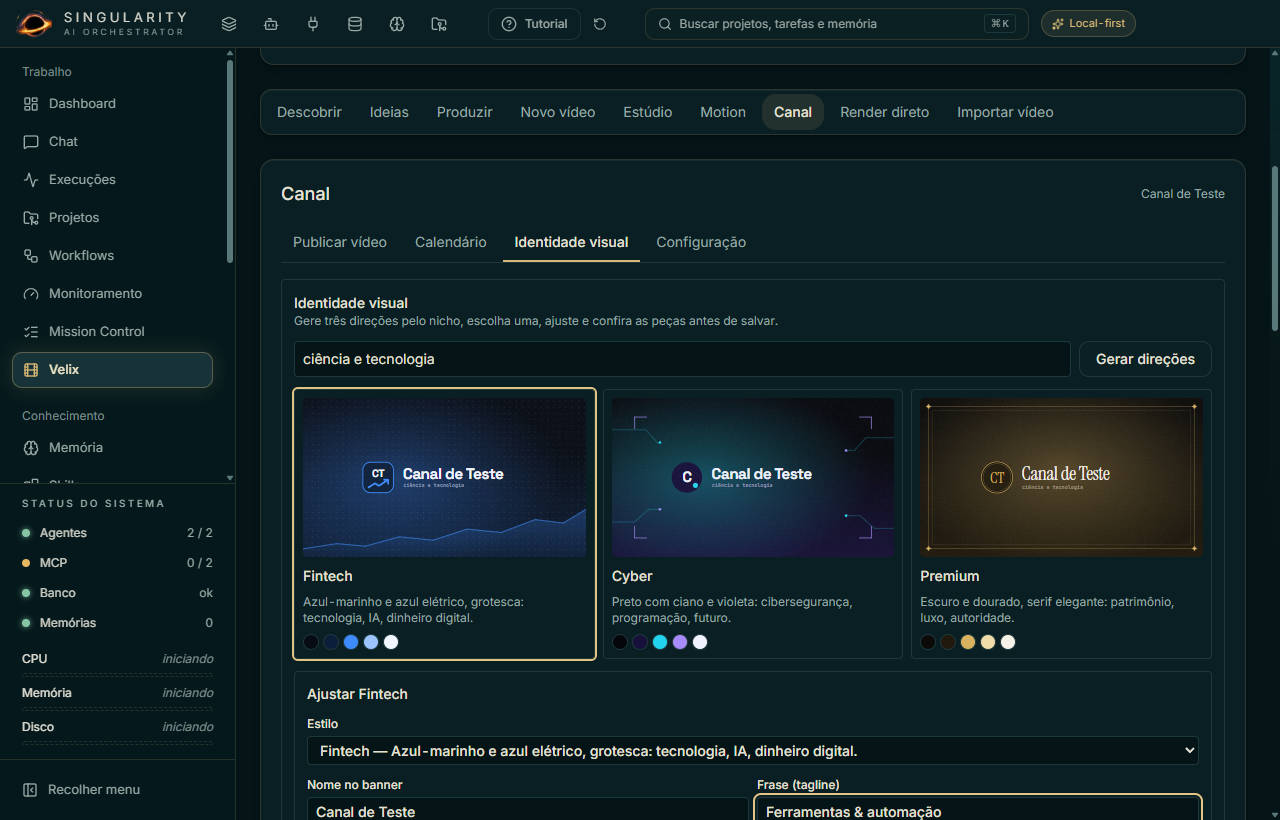 SINGULARITY
AI ORCHESTRATOR
Tutorial
Buscar projetos, tarefas e memória
⌘K
Local-first
Trabalho
Dashboard
Chat
Execuções
Projetos
Workflows
Monitoramento
Mission Control
Velix
Conhecimento
Memória
STATUS DO SISTEMA
Agentes 2 / 2
MCP 0 / 2
Banco ok
Memórias 0
CPU iniciando
Memória iniciando
Disco iniciando
Recolher menu
Descobrir Ideias Produzir Novo vídeo Estúdio Motion Canal Render direto Importar vídeo
Canal
Canal de Teste
Publicar vídeo Calendário Identidade visual Configuração
Identidade visual
Gere três direções pelo nicho, escolha uma, ajuste e confira as peças antes de salvar.
ciência e tecnologia
Gerar direções
CT Canal de Teste
ciência e tecnologia
Fintech
Azul-marinho e azul elétrico, grotesca:
tecnologia, IA, dinheiro digital.
C Canal de Teste
ciência e tecnologia
Cyber
Preto com ciano e violeta: cibersegurança,
programação, futuro.
CT Canal de Teste
ciência e tecnologia
Premium
Escuro e dourado, serif elegante: patrimônio,
luxo, autoridade.
Ajustar Fintech
Estilo
Fintech — Azul-marinho e azul elétrico, grotesca: tecnologia, IA, dinheiro digital.
Nome no banner
Canal de Teste
Frase (tagline)
Ferramentas & automação